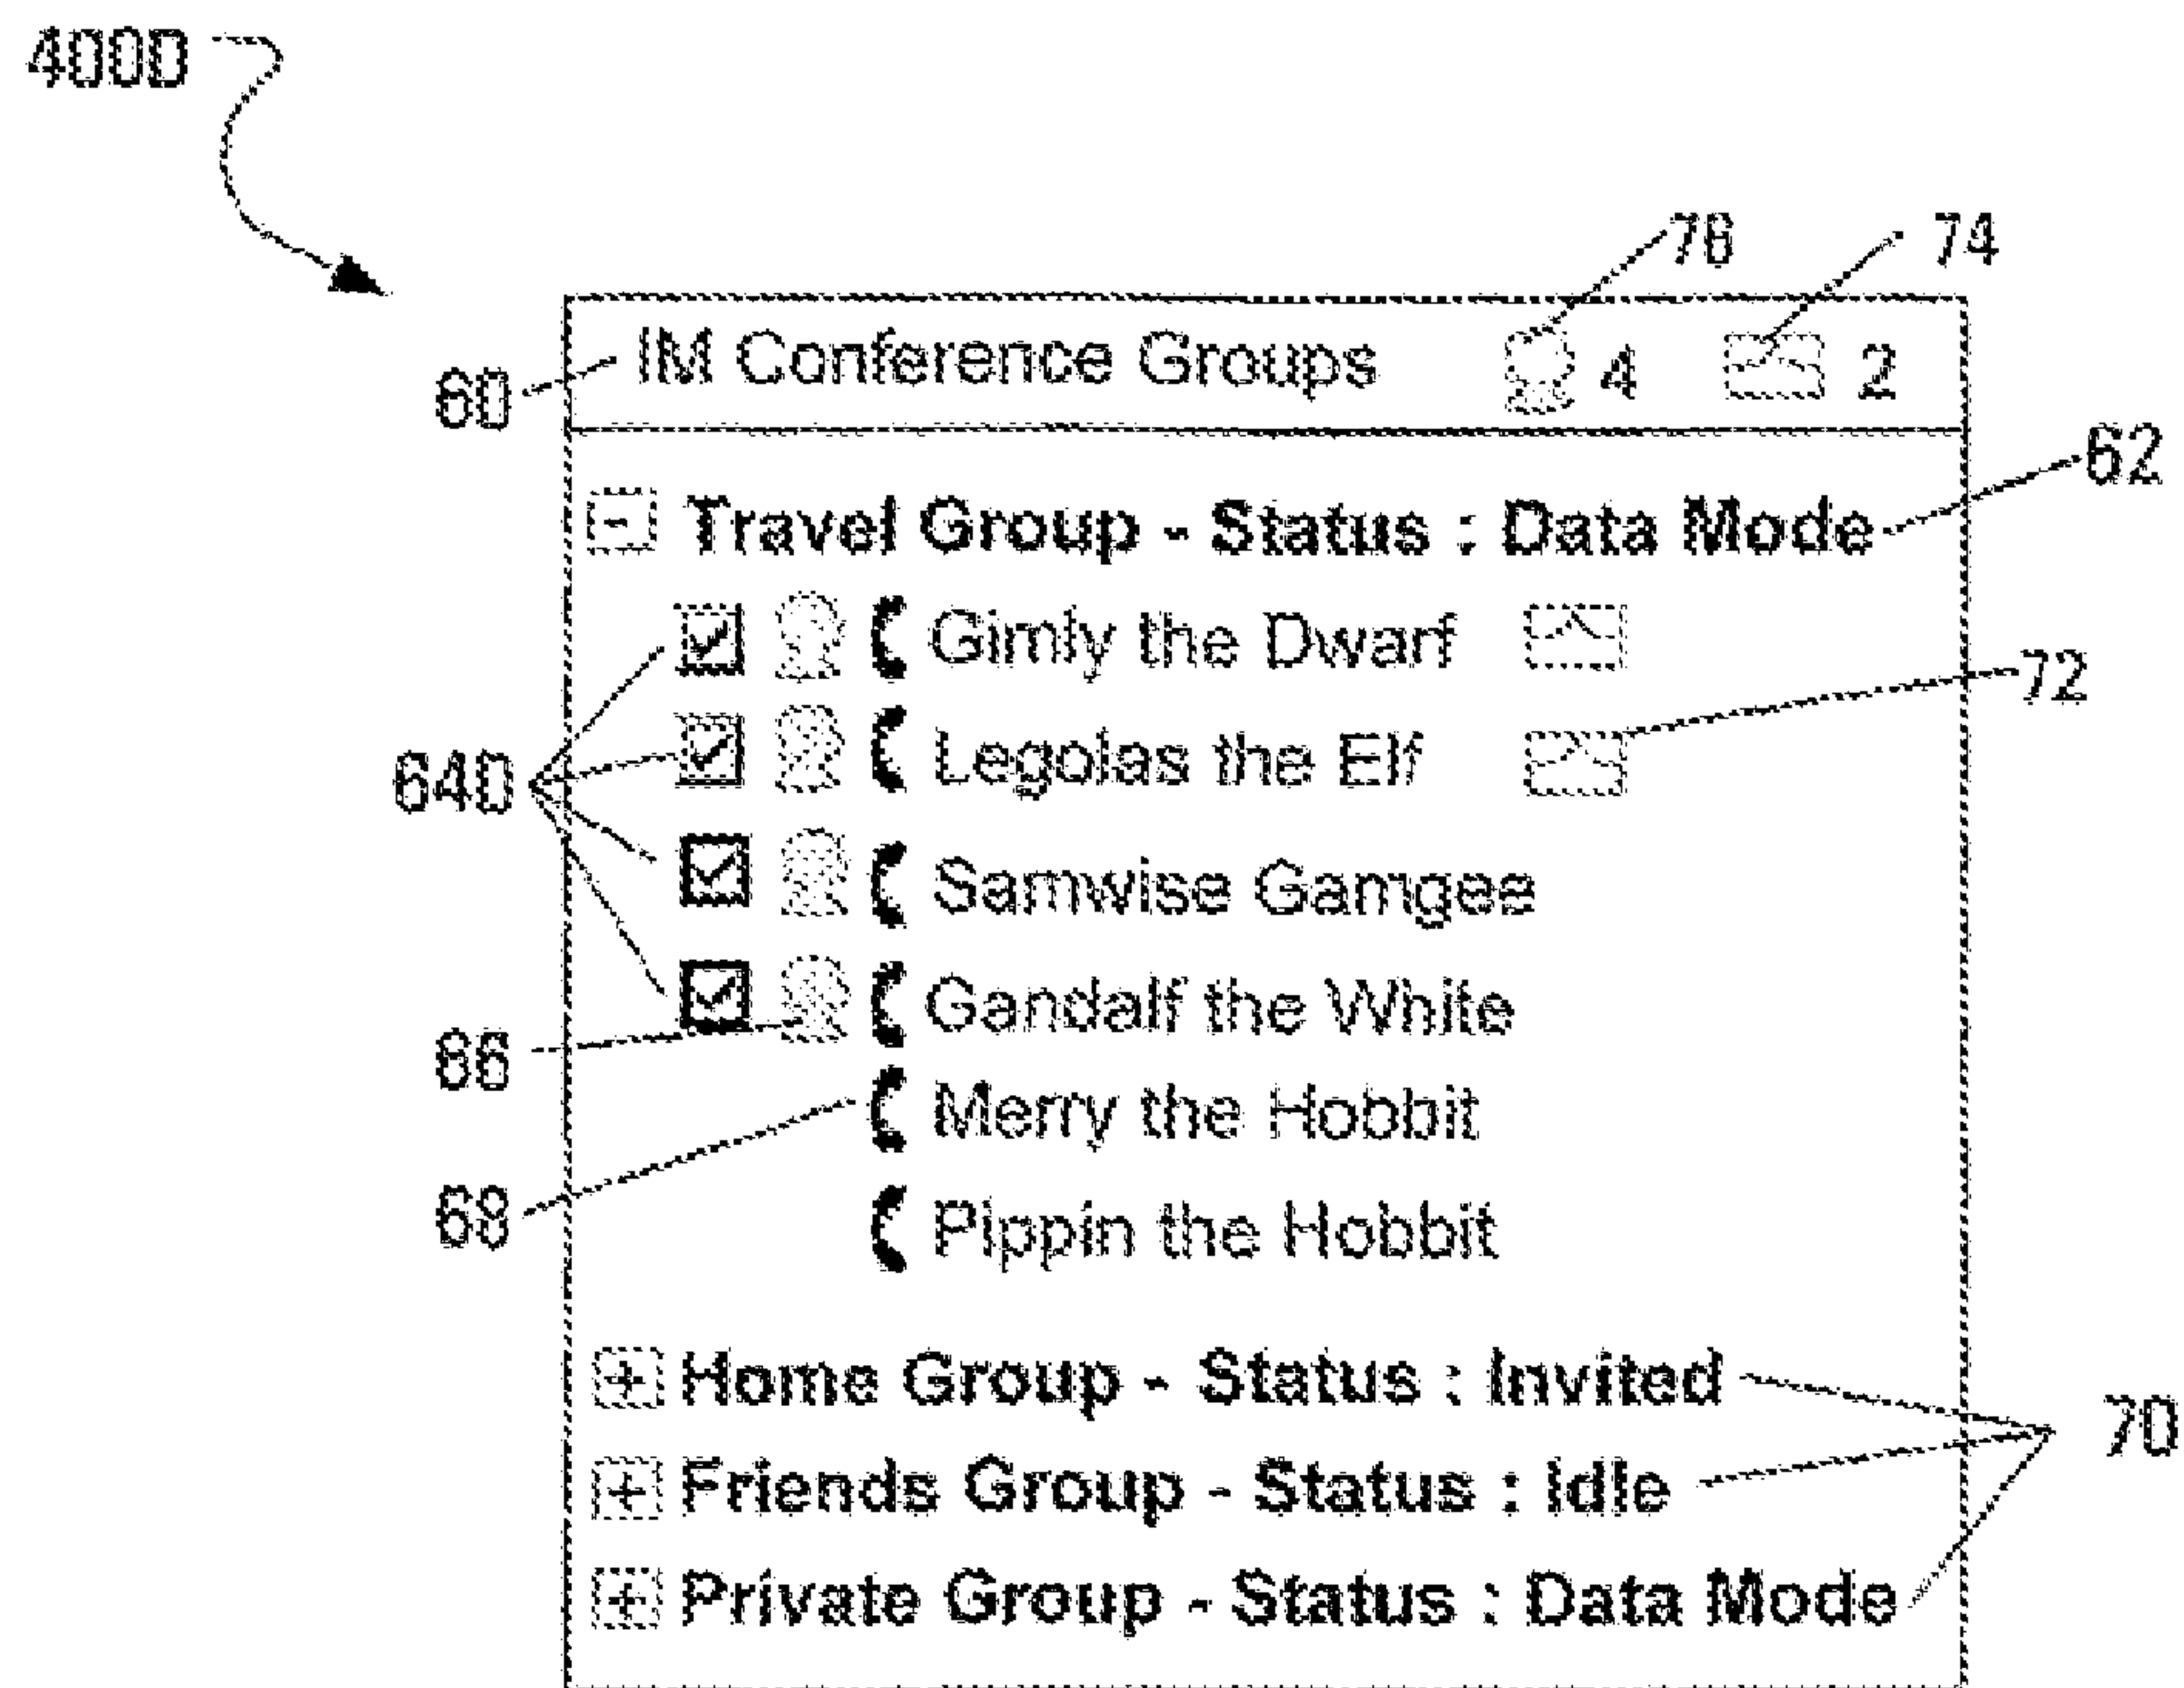 400D
76 74
60 IM Conference Groups 4 2
62
Travel Group - Status : Data Mode
Gimly the Dwarf
72
Legolas the Elf
640
Samwise Gamgee
Gandalf the White
66
Merry the Hobbit
68
Pippin the Hobbit
Home Group - Status : Invited
70
Friends Group - Status : Idle
Private Group - Status : Data Mode